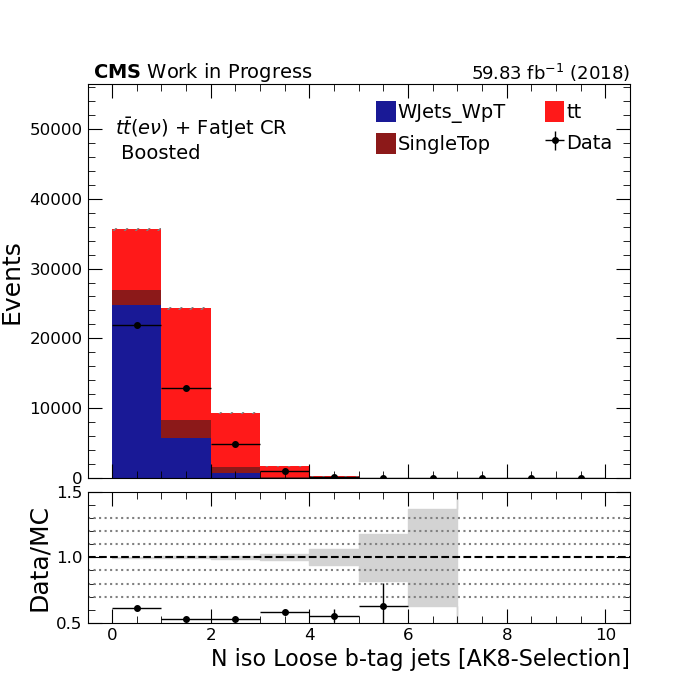 CMS Work in Progress 59.83 fb⁻¹ (2018)
tt̄(eν) + FatJet CR
Boosted
WJets_WpT
SingleTop
tt
Data
Events
50000
40000
30000
20000
10000
0
Data/MC
1.5
1.0
0.5
0 2 4 6 8 10
N iso Loose b-tag jets [AK8-Selection]